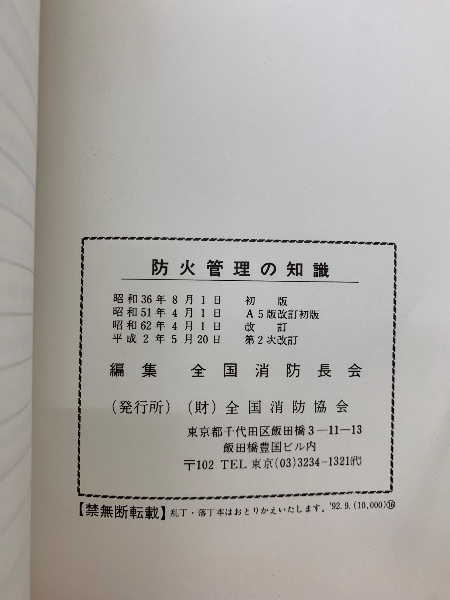 防火管理の知識
昭和36年8月1日 初版
昭和51年4月1日 A5版改訂初版
昭和62年4月1日 改訂
平成2年5月20日 第2次改訂
編集 全国消防長会
(発行所) (財)全国消防協会
東京都千代田区飯田橋3―11―13
飯田橋豊国ビル内
〒102 TEL 東京(03)3234-1321(代)
【禁無断転載】 乱丁・落丁本はおとりかえいたします。'92.9.(10,000)⑯